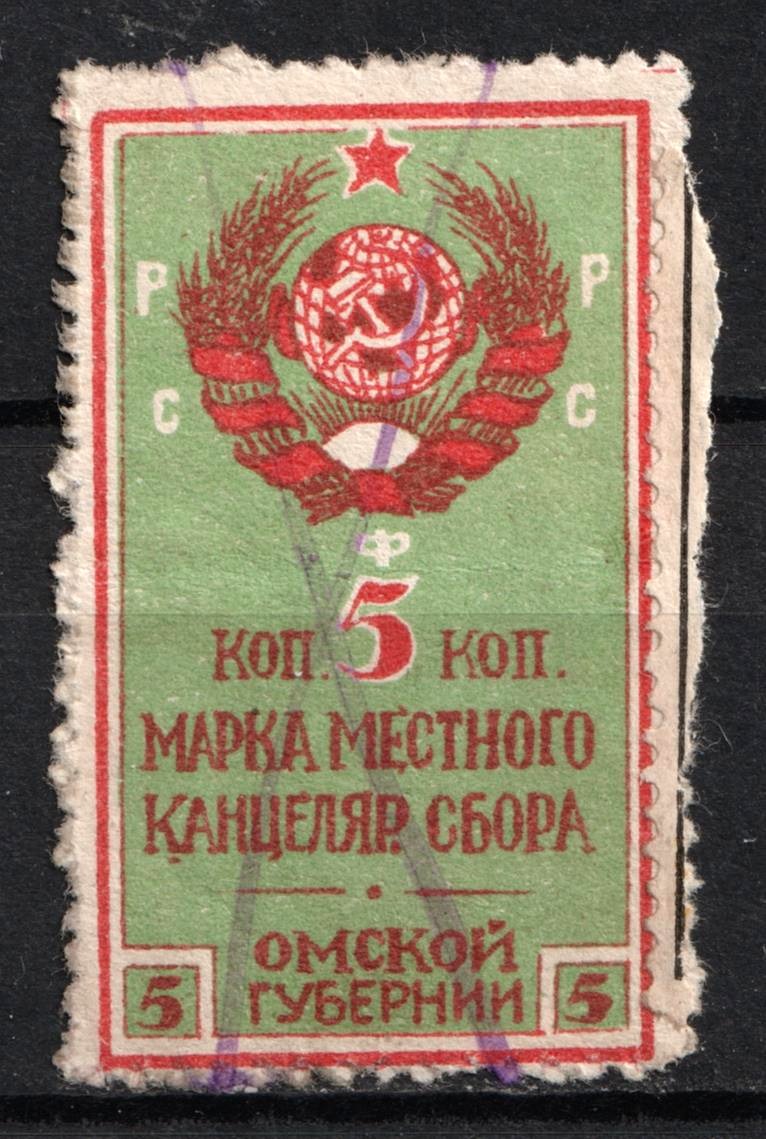 Р Р
С С
Ф
КОП. 5 КОП.
МАРКА МЕСТНОГО
КАНЦЕЛЯР. СБОРА
ОМСКОЙ
ГУБЕРНИИ
5 5